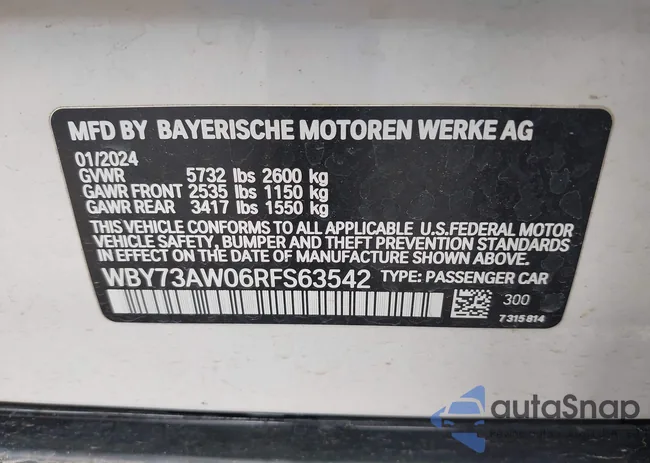 MFD BY BAYERISCHE MOTOREN WERKE AG
01/2024
GVWR 5732 lbs 2600 kg
GAWR FRONT 2535 lbs 1150 kg
GAWR REAR 3417 lbs 1550 kg
THIS VEHICLE CONFORMS TO ALL APPLICABLE U.S.FEDERAL MOTOR
VEHICLE SAFETY, BUMPER AND THEFT PREVENTION STANDARDS
IN EFFECT ON THE DATE OF MANUFACTURE SHOWN ABOVE.
WBY73AW06RFS63542 TYPE: PASSENGER CAR
300
7 315 814
autoSnap